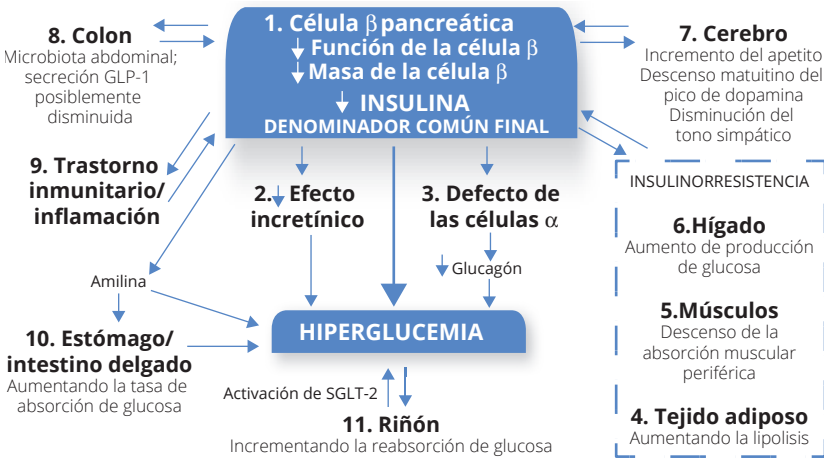 1. Célula β pancreática
Función de la célula β
Masa de la célula β
INSULINA
DENOMINADOR COMÚN FINAL
8. Colon
Microbiota abdominal;
secreción GLP-1
posiblemente
disminuida
7. Cerebro
Incremento del apetito
Descenso matuitino del
pico de dopamina
Disminución del
tono simpático
9. Trastorno
inmunitario/
inflamación
2. Efecto
incretínico
3. Defecto de
las células α
Glucagón
INSULINORRESISTENCIA
6.Hígado
Aumento de producción
de glucosa
5.Músculos
Descenso de la
absorción muscular
periférica
4. Tejido adiposo
Aumentando la lipolisis
Amilina
10. Estómago/
intestino delgado
Aumentando la tasa de
absorción de glucosa
HIPERGLUCEMIA
Activación de SGLT-2
11. Riñón
Incrementando la reabsorción de glucosa